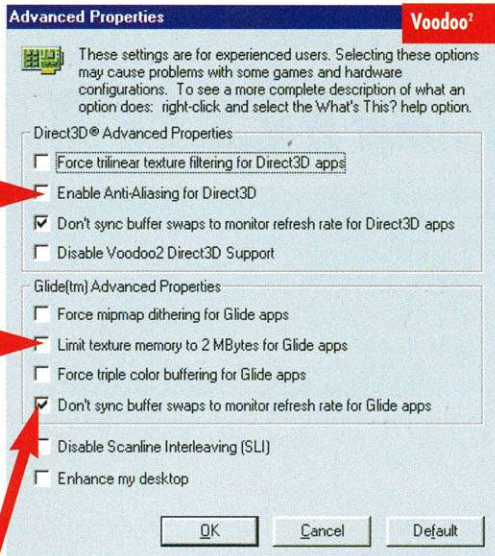 Advanced Properties
Voodoo²
These settings are for experienced users. Selecting these options
may cause problems with some games and hardware
configurations. To see a more complete description of what an
option does: right-click and select the What's This? help option.
Direct3D® Advanced Properties
Force trilinear texture filtering for Direct3D apps
Enable Anti-Aliasing for Direct3D
Don't sync buffer swaps to monitor refresh rate for Direct3D apps
Disable Voodoo2 Direct3D Support
Glide(tm) Advanced Properties
Force mipmap dithering for Glide apps
Limit texture memory to 2 MBytes for Glide apps
Force triple color buffering for Glide apps
Don't sync buffer swaps to monitor refresh rate for Glide apps
Disable Scanline Interleaving (SLI)
Enhance my desktop
OK
Cancel
Default